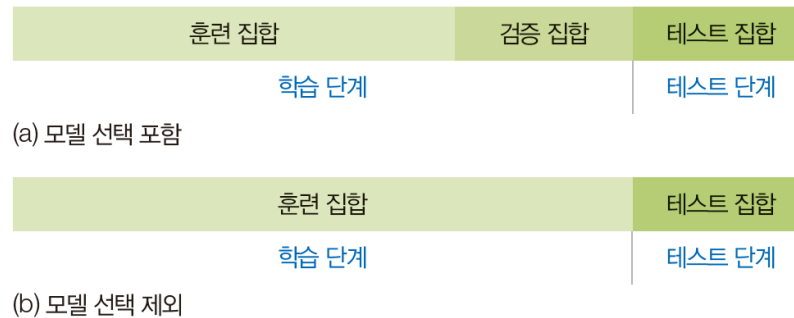 훈련 집합 검증 집합 테스트 집합
학습 단계 테스트 단계
(a) 모델 선택 포함
훈련 집합 테스트 집합
학습 단계 테스트 단계
(b) 모델 선택 제외